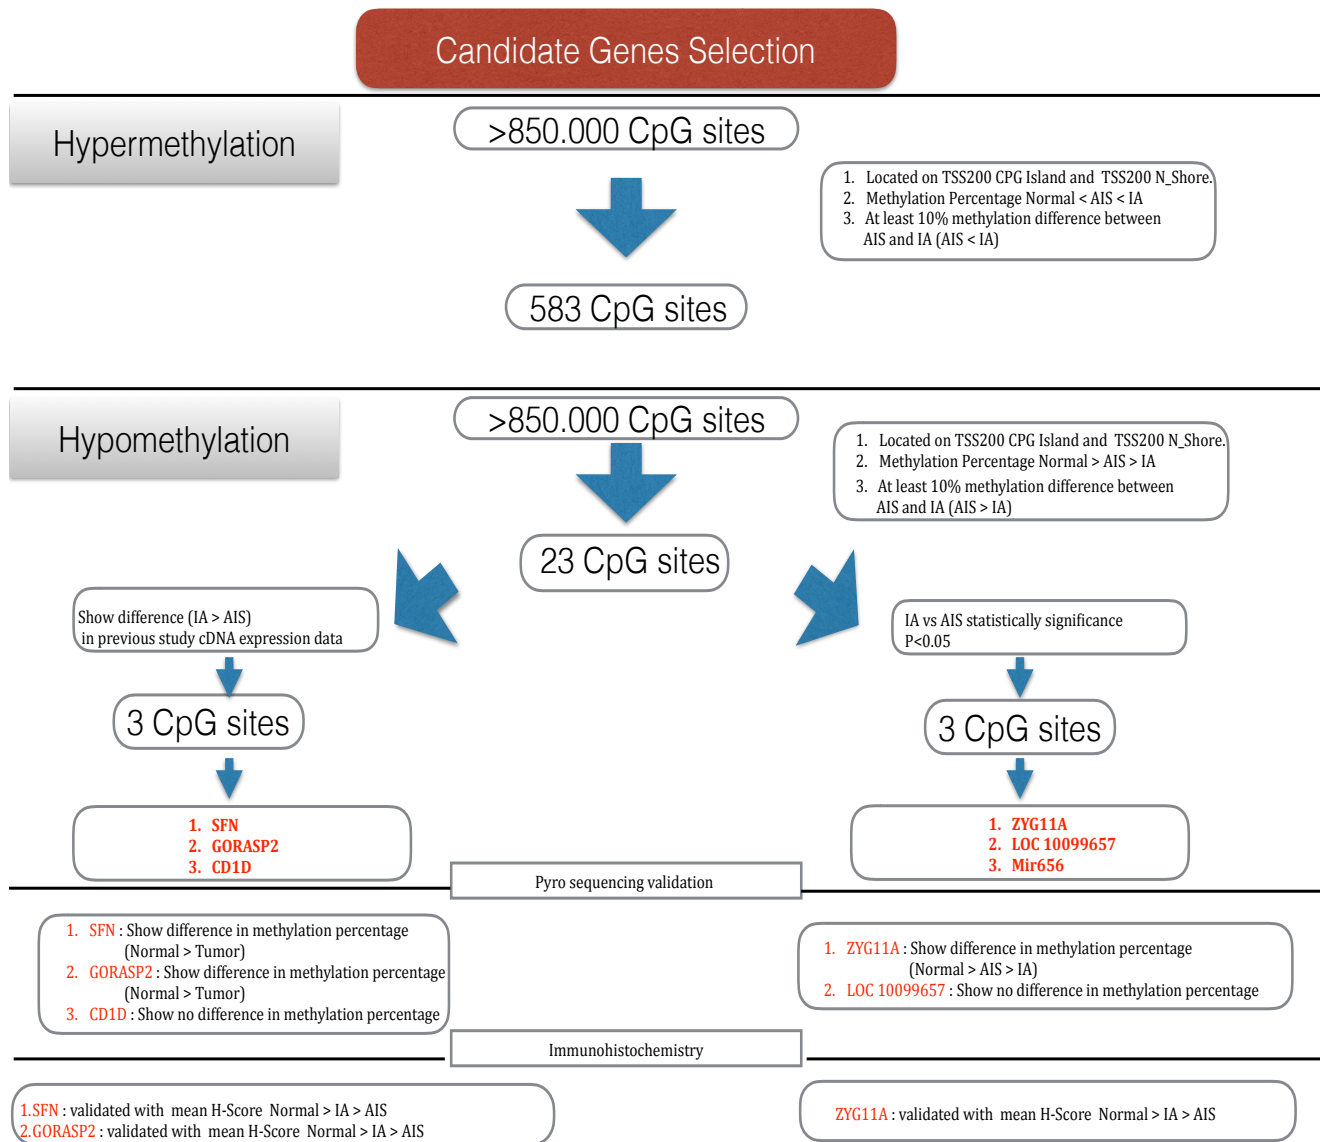 Candidate Genes Selection
Hypermethylation
>850.000 CpG sites
1. Located on TSS200 CPG Island and TSS200 N_Shore.
2. Methylation Percentage Normal < AIS < IA
3. At least 10% methylation difference between
AIS and IA (AIS < IA)
583 CpG sites
Hypomethylation
>850.000 CpG sites
1. Located on TSS200 CPG Island and TSS200 N_Shore.
2. Methylation Percentage Normal > AIS > IA
3. At least 10% methylation difference between
AIS and IA (AIS > IA)
23 CpG sites
Show difference (IA > AIS)
in previous study cDNA expression data
3 CpG sites
1. SFN
2. GORASP2
3. CD1D
IA vs AIS statistically significance
P<0.05
3 CpG sites
1. ZYG11A
2. LOC 10099657
3. Mir656
Pyro sequencing validation
1. SFN : Show difference in methylation percentage
(Normal > Tumor)
2. GORASP2 : Show difference in methylation percentage
(Normal > Tumor)
3. CD1D : Show no difference in methylation percentage
1. ZYG11A : Show difference in methylation percentage
(Normal > AIS > IA)
2. LOC 10099657 : Show no difference in methylation percentage
Immunohistochemistry
1.SFN : validated with mean H-Score Normal > IA > AIS
2.GORASP2 : validated with mean H-Score Normal > IA > AIS
ZYG11A : validated with mean H-Score Normal > IA > AIS